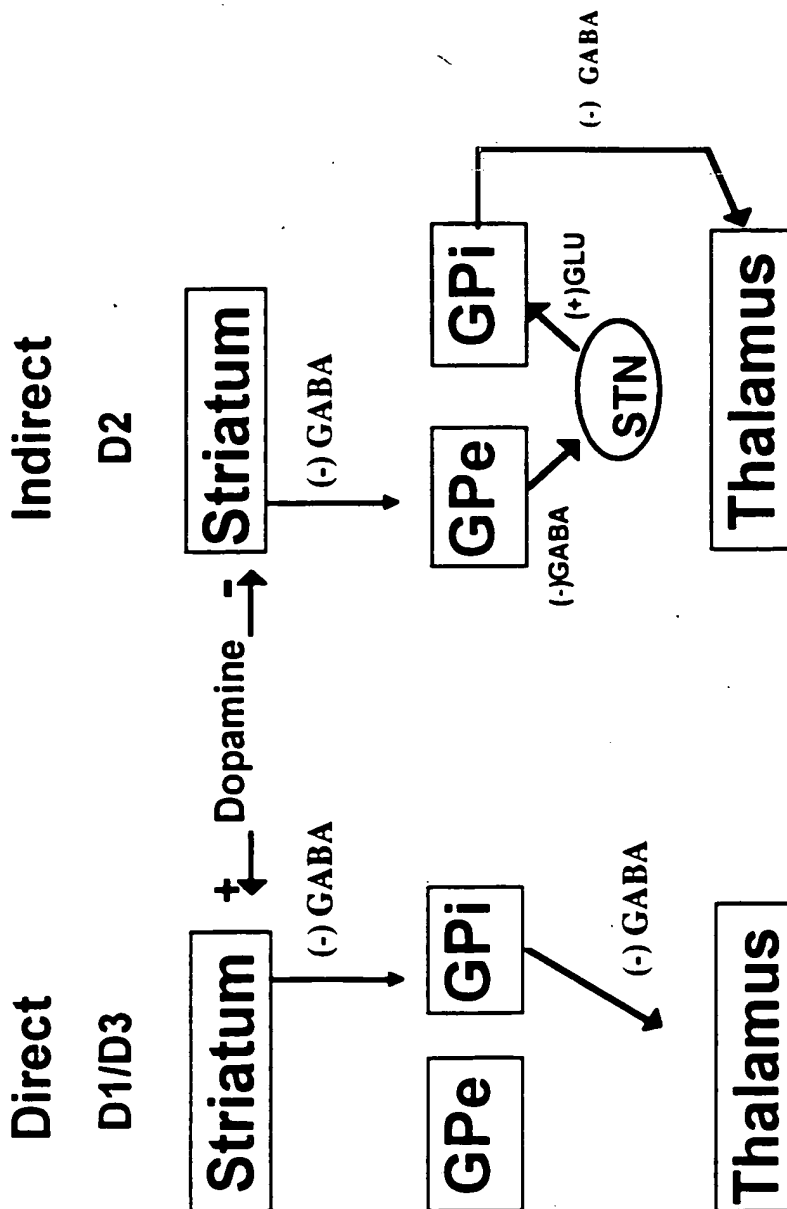 Direct
Indirect
D1/D3
D2
Striatum
+ Dopamine -
Striatum
(-) GABA
(-) GABA
GPe
GPi
GPe
GPi
(-)GABA
(+)GLU
(-) GABA
(-) GABA
STN
Thalamus
Thalamus